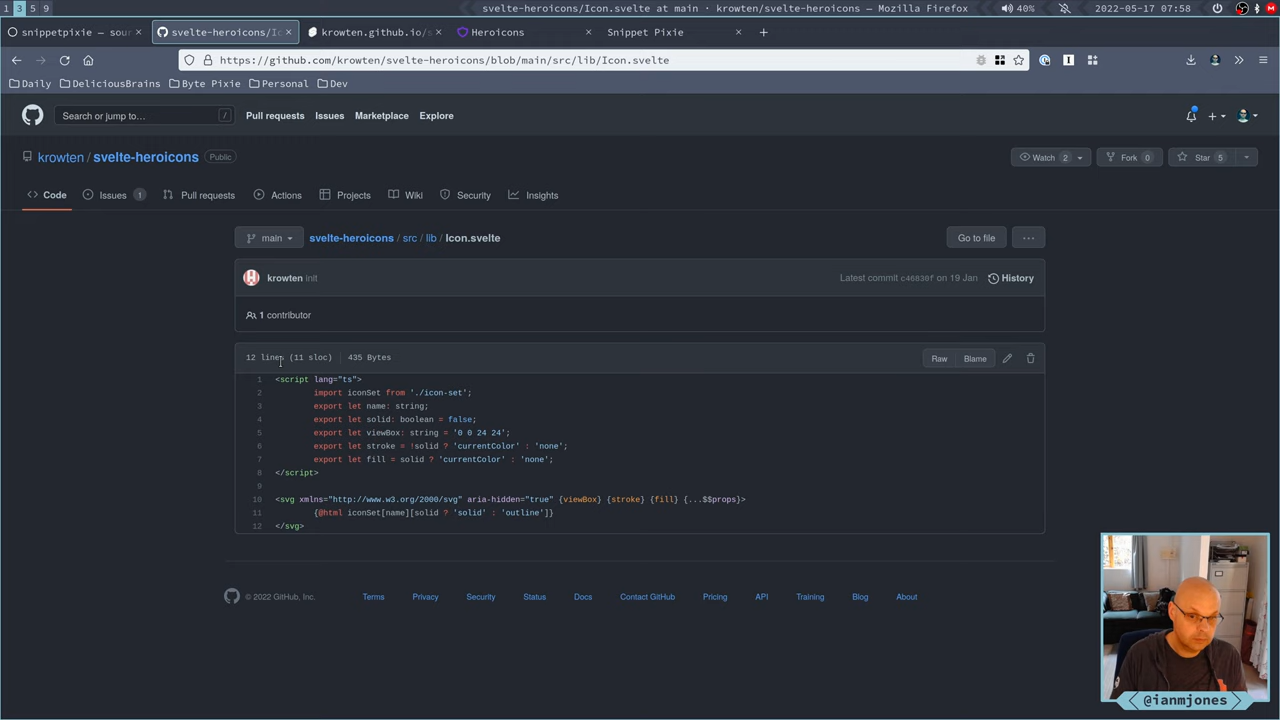 1 3 5 9
svelte-heroicons/Icon.svelte at main · krowten/svelte-heroicons — Mozilla Firefox
40%
2022-05-17 07:58
snippetpixie — sour
svelte-heroicons/Ic
krowten.github.io/s
Heroicons
Snippet Pixie
https://github.com/krowten/svelte-heroicons/blob/main/src/lib/Icon.svelte
Daily DeliciousBrains Byte Pixie Personal Dev
Search or jump to… /
Pull requests Issues Marketplace Explore
krowten / svelte-heroicons Public
Watch 2 Fork 0 Star 5
Code Issues 1 Pull requests Actions Projects Wiki Security Insights
main svelte-heroicons / src / lib / Icon.svelte Go to file ...
krowten init Latest commit c46830f on 19 Jan History
1 contributor
12 lines (11 sloc) 435 Bytes Raw Blame
1 <script lang="ts">
2 import iconSet from './icon-set';
3 export let name: string;
4 export let solid: boolean = false;
5 export let viewBox: string = '0 0 24 24';
6 export let stroke = !solid ? 'currentColor' : 'none';
7 export let fill = solid ? 'currentColor' : 'none';
8 </script>
9
10 <svg xmlns="http://www.w3.org/2000/svg" aria-hidden="true" {viewBox} {stroke} {fill} {...$$props}>
11 {@html iconSet[name][solid ? 'solid' : 'outline']}
12 </svg>
© 2022 GitHub, Inc. Terms Privacy Security Status Docs Contact GitHub Pricing API Training Blog About
@ianmjones